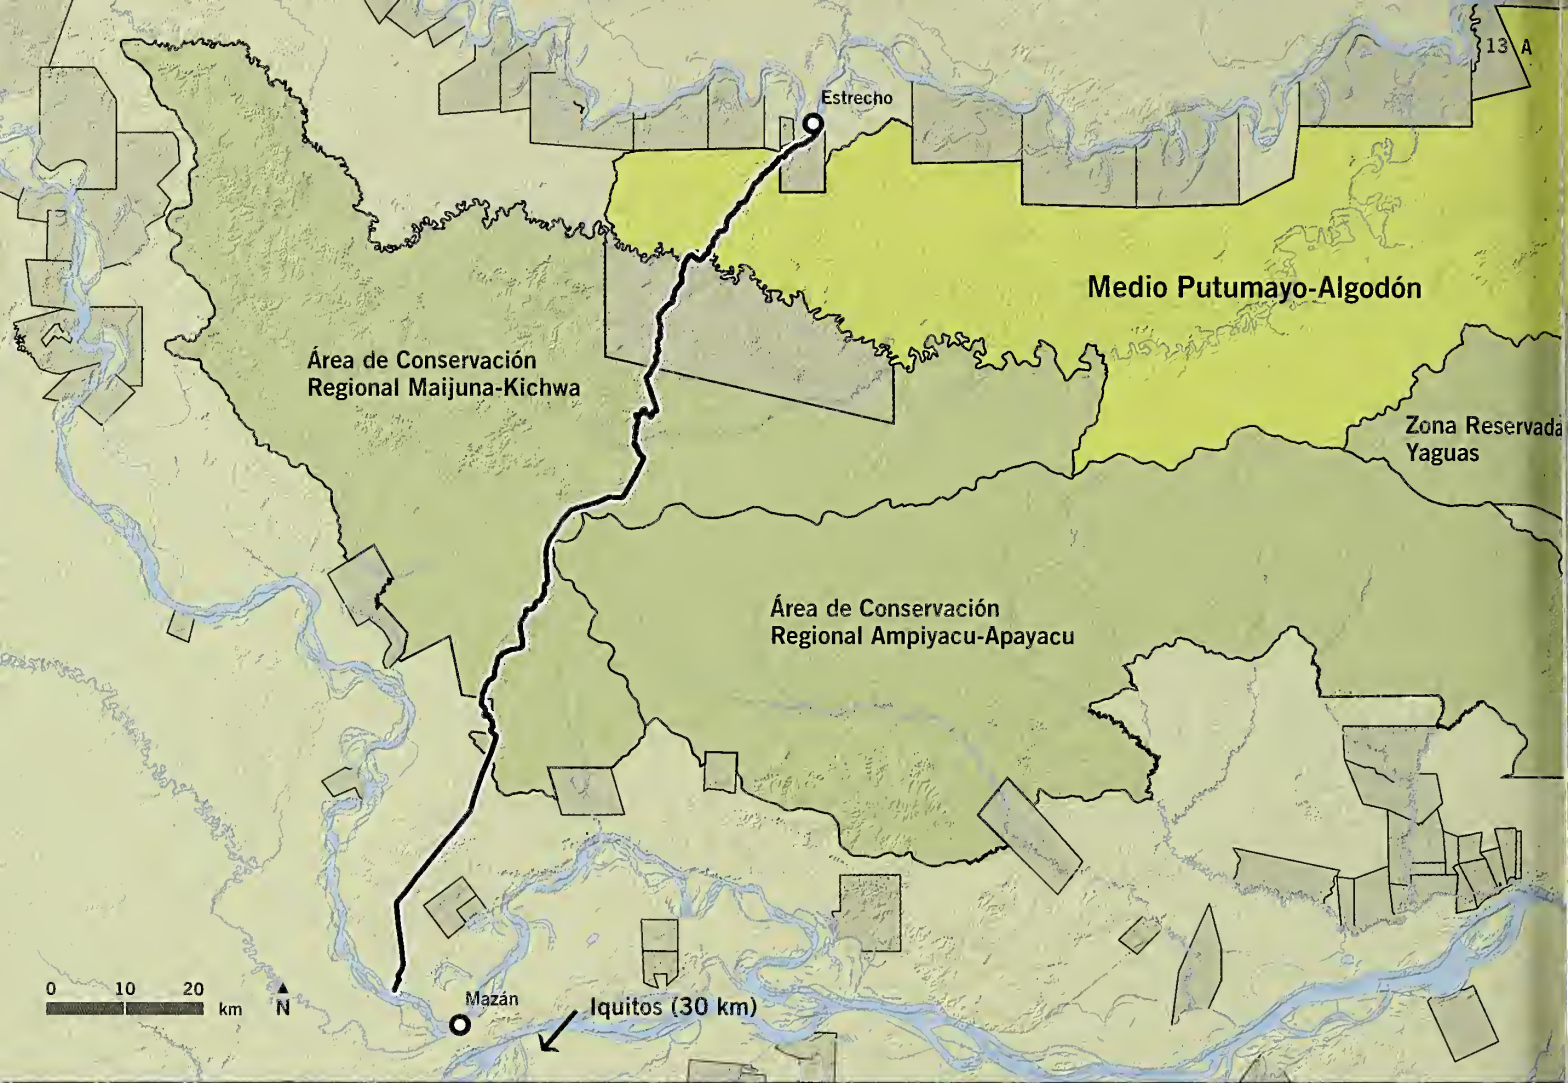 13 A
Estrecho
Medio Putumayo-Algodón
Área de Conservación
Regional Maijuna-Kichwa
Zona Reservada
Yaguas
Área de Conservación
Regional Ampiyacu-Apayacu
0 10 20
km
N
Mazán
Iquitos (30 km)